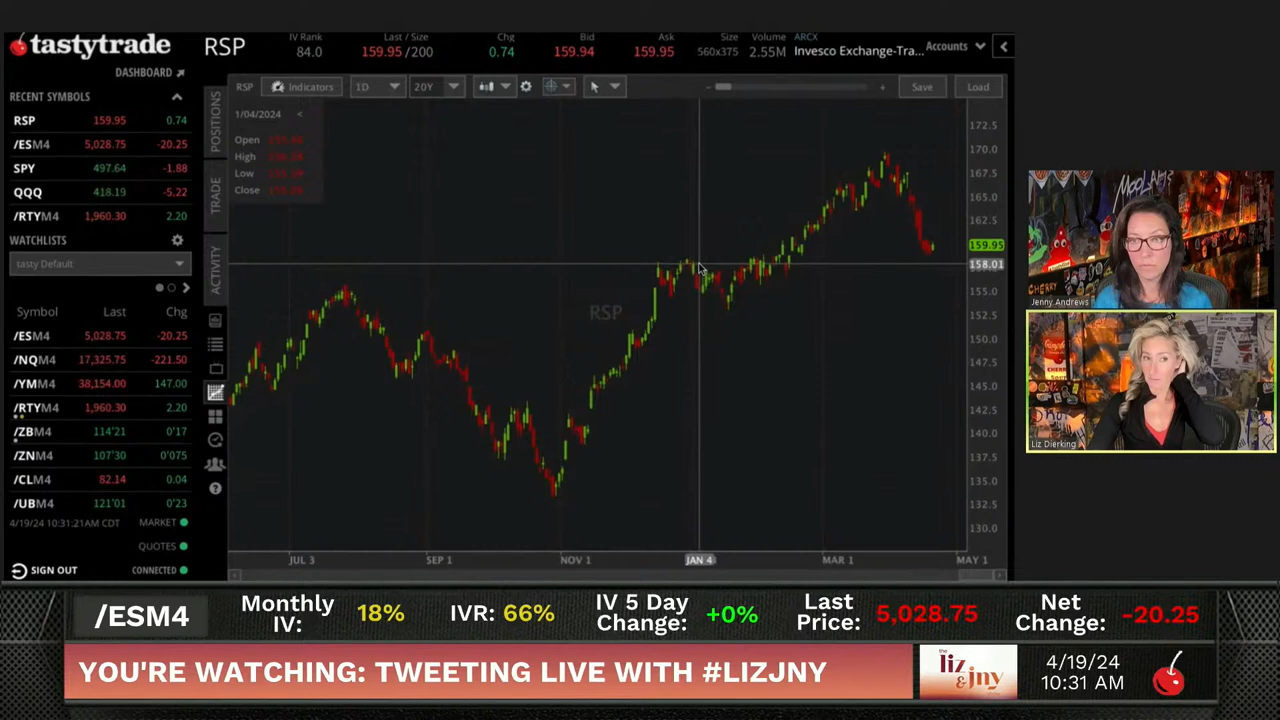 tastytrade
RSP
IV Rank
84.0
Last / Size
159.95 /200
Chg
0.74
Bid
159.94
Ask
159.95
Size
560x375
Volume
2.55M
ARCX
Invesco Exchange-Tra...
Accounts
DASHBOARD
RECENT SYMBOLS
RSP 159.95 0.74
/ESM4 5,028.75 -20.25
SPY 497.64 -1.88
QQQ 418.19 -5.22
/RTYM4 1,960.30 2.20
WATCHLISTS
tasty Default
Symbol Last Chg
/ESM4 5,028.75 -20.25
/NQM4 17,325.75 -221.50
/YMM4 38,154.00 147.00
/RTYM4 1,960.30 2.20
/ZBM4 114'21 0'17
/ZNM4 107'30 0'075
/CLM4 82.14 0.04
/UBM4 121'01 0'23
4/19/24 10:31:21AM CDT MARKET
QUOTES
SIGN OUT CONNECTED
POSITIONS
TRADE
ACTIVITY
RSP Indicators 1D 20Y - + Save Load
1/04/2024 <
Open
High
Low
Close
RSP
172.5
170.0
167.5
165.0
162.5
159.95
158.01
155.0
152.5
150.0
147.5
145.0
142.5
140.0
137.5
135.0
132.5
130.0
JUL 3 SEP 1 NOV 1 JAN 4 MAR 1 MAY 1
MOOLAH
CHERRY
Jenny Andrews
Campbell's
Liz Dierking
/ESM4
Monthly IV: 18%
IVR: 66%
IV 5 Day Change: +0%
Last Price: 5,028.75
Net Change: -20.25
YOU'RE WATCHING: TWEETING LIVE WITH #LIZJNY
the
liz
&jny
4/19/24
10:31 AM